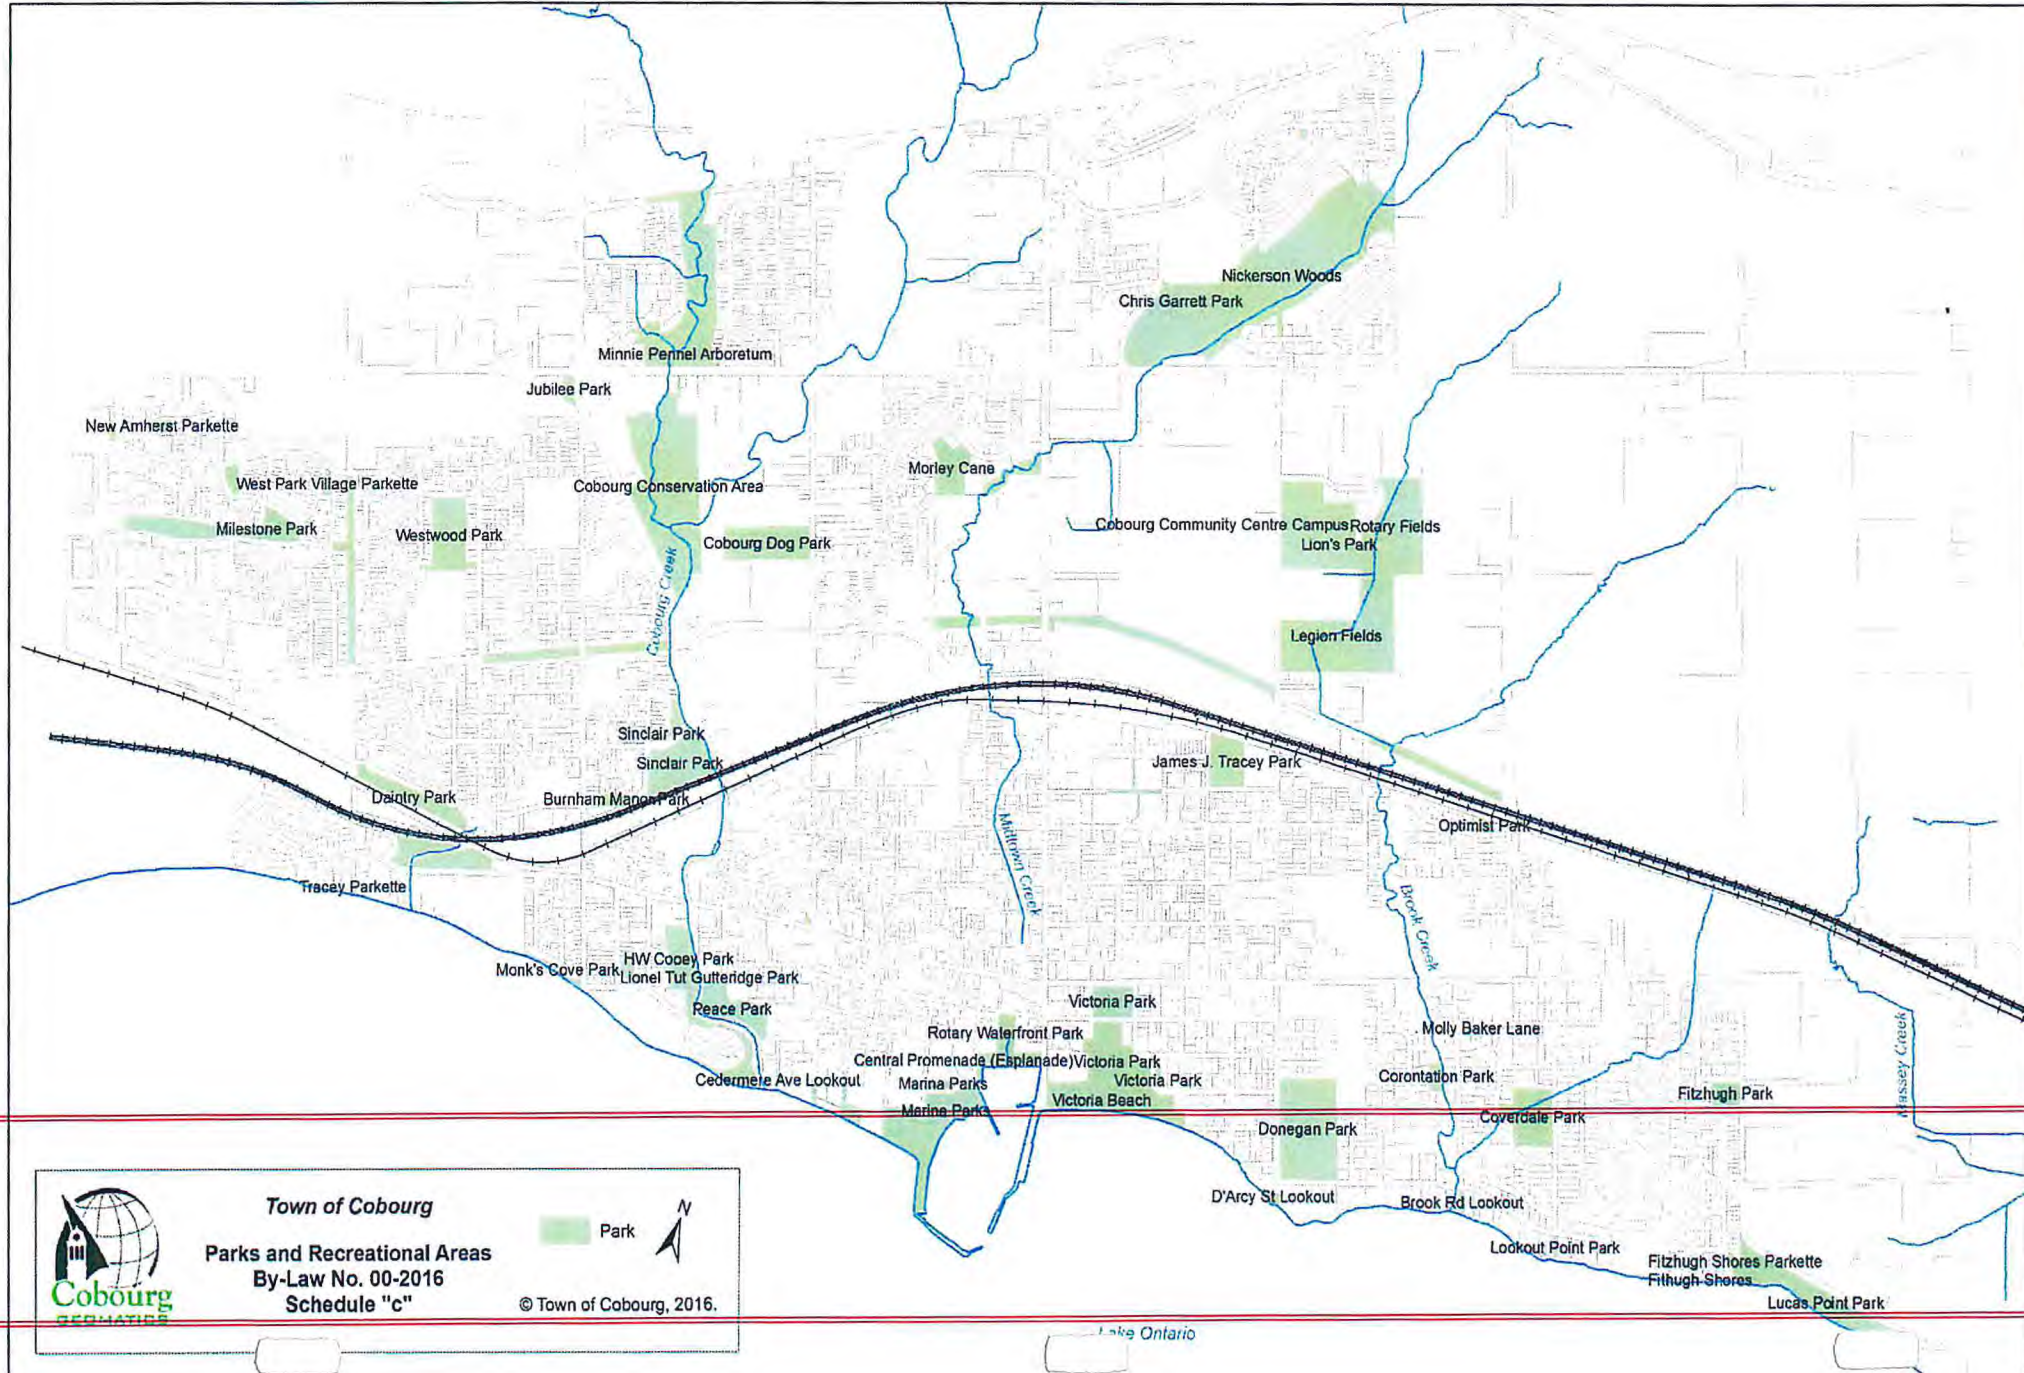 Nickerson Woods
Chris Garrett Park
Minnie Pennel Arboretum
Jubilee Park
New Amherst Parkette
West Park Village Parkette
Morley Cane
Cobourg Conservation Area
Milestone Park
Westwood Park
Cobourg Dog Park
Cobourg Community Centre Campus
Rotary Fields
Lion's Park
Cobourg Creek
Legion Fields
Sinclair Park
Sinclair Park
James J. Tracey Park
Daintry Park
Burnham Manor Park
Optimist Park
Midtown Creek
Tracey Parkette
Brook Creek
HW Cooey Park
Monk's Cove Park
Lionel Tut Gutteridge Park
Peace Park
Victoria Park
Rotary Waterfront Park
Molly Baker Lane
Central Promenade (Esplanade)
Victoria Park
Cedermere Ave Lookout
Marina Parks
Victoria Park
Corontation Park
Massey Creek
Fitzhugh Park
Marina Parks
Victoria Beach
Coverdale Park
Donegan Park
D'Arcy St Lookout
Brook Rd Lookout
Lookout Point Park
Fitzhugh Shores Parkette
Fithugh Shores
Lucas Point Park
Lake Ontario
Town of Cobourg
Parks and Recreational Areas
By-Law No. 00-2016
Schedule "c"
Park
N
© Town of Cobourg, 2016.
Cobourg
GEOMATICS